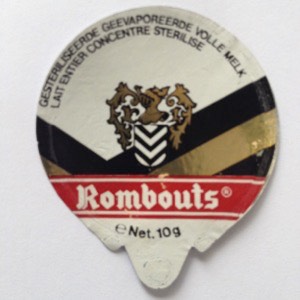 GESTERILISEERDE GEEVAPOREERDE VOLLE MELK
LAIT ENTIER CONCENTRE STERILISE
Rombouts®
℮ Net. 10g